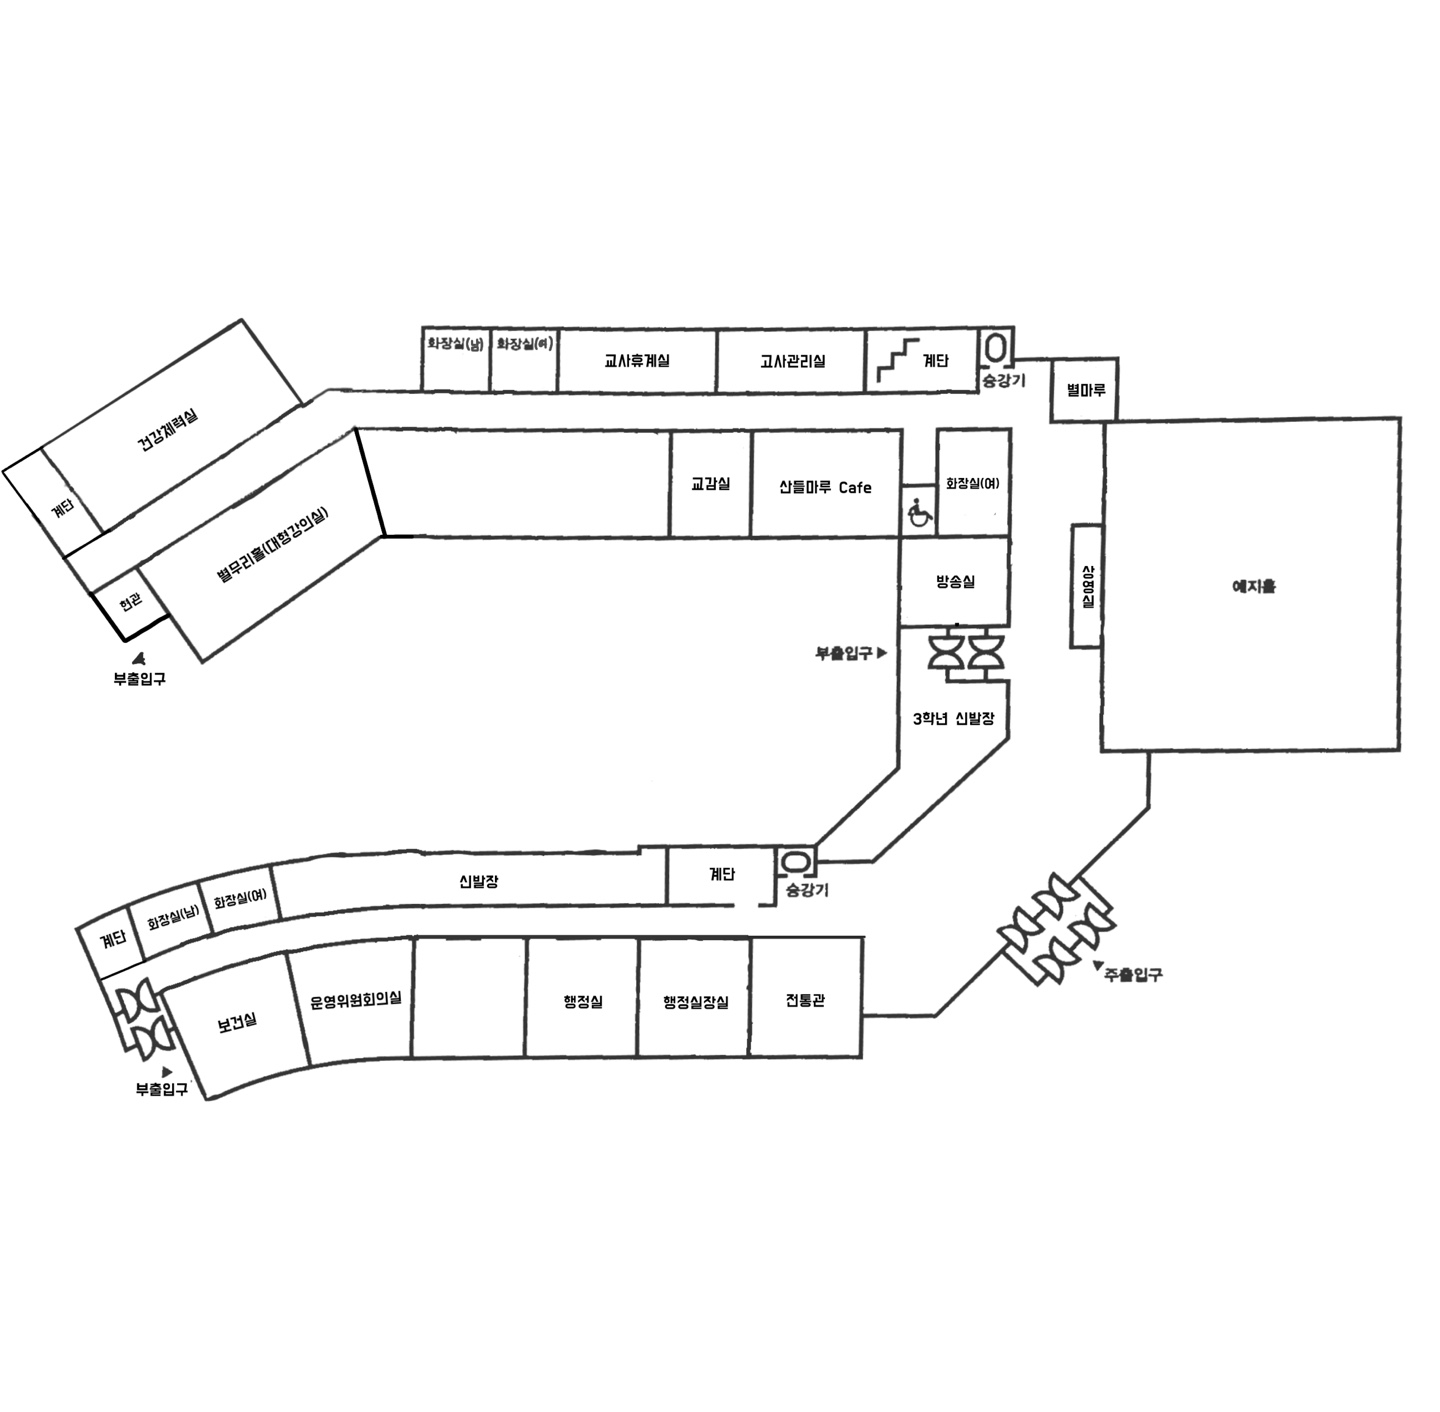 화장실(남)
화장실(여)
교사휴게실
고사관리실
계단
승강기
별마루
건강체력실
계단
별무리홀(대형강의실)
현관
부출입구
교감실
산들마루 Cafe
화장실(여)
방송실
상영실
예지홀
부출입구
3학년 신발장
계단
화장실(남)
화장실(여)
신발장
계단
승강기
보건실
운영위원회의실
행정실
행정실장실
전통관
주출입구
부출입구